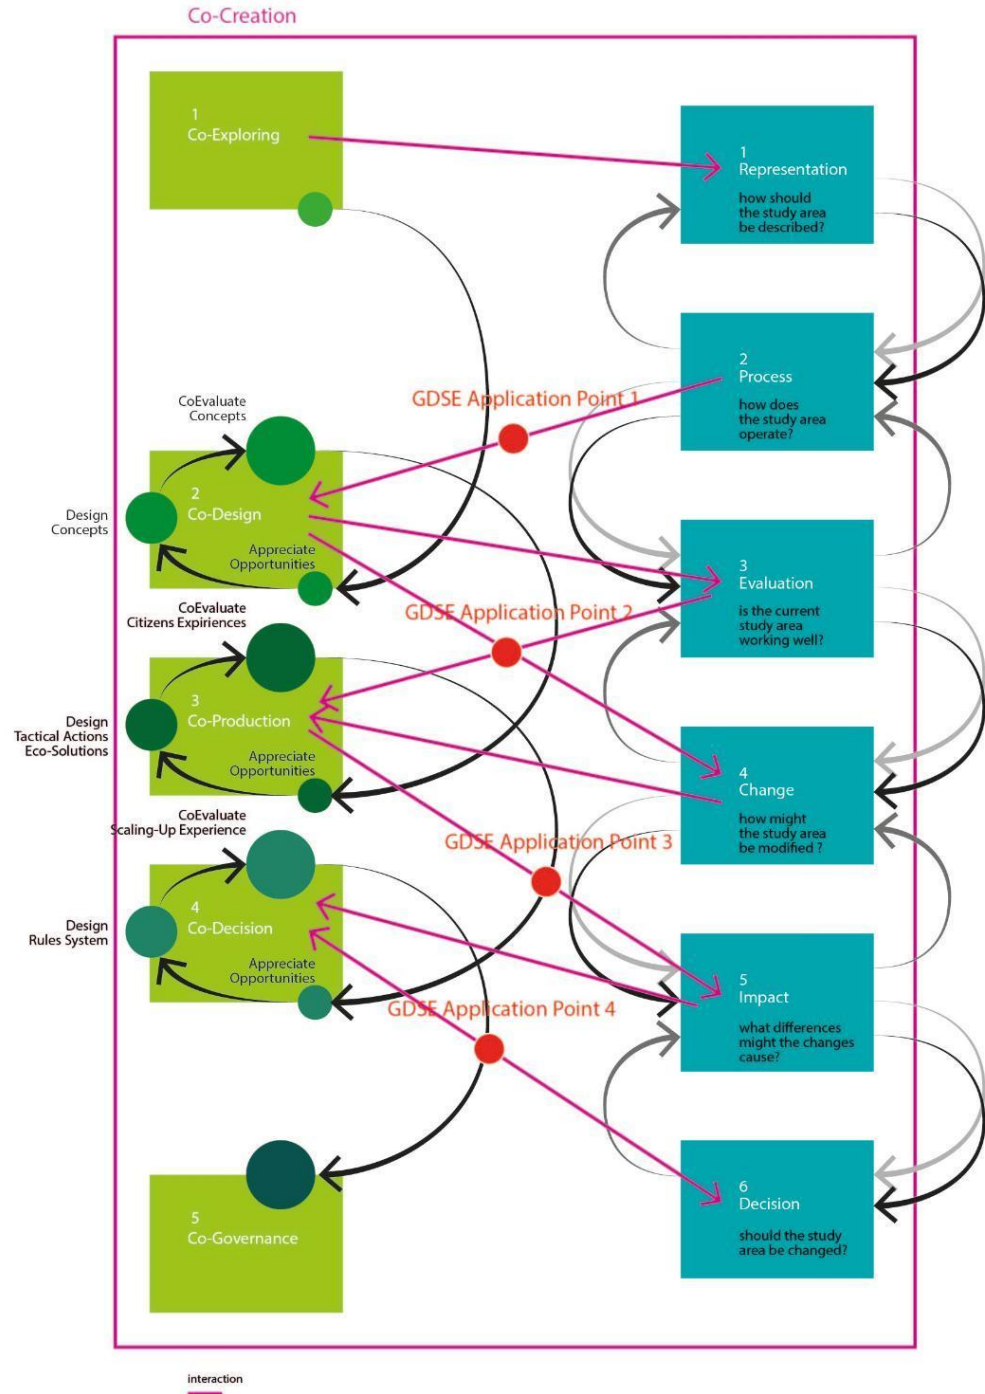 Co-Creation
1
Co-Exploring
1
Representation
how should
the study area
be described?
2
Process
how does
the study area
operate?
GDSE Application Point 1
CoEvaluate
Concepts
2
Co-Design
Design
Concepts
Appreciate
Opportunities
3
Evaluation
is the current
study area
working well?
GDSE Application Point 2
CoEvaluate
Citizens Expiriences
3
Co-Production
Design
Tactical Actions
Eco-Solutions
Appreciate
Opportunities
4
Change
how might
the study area
be modified ?
GDSE Application Point 3
CoEvaluate
Scaling-Up Experience
4
Co-Decision
Design
Rules System
Appreciate
Opportunities
5
Impact
what differences
might the changes
cause?
GDSE Application Point 4
6
Decision
should the study
area be changed?
5
Co-Governance
interaction